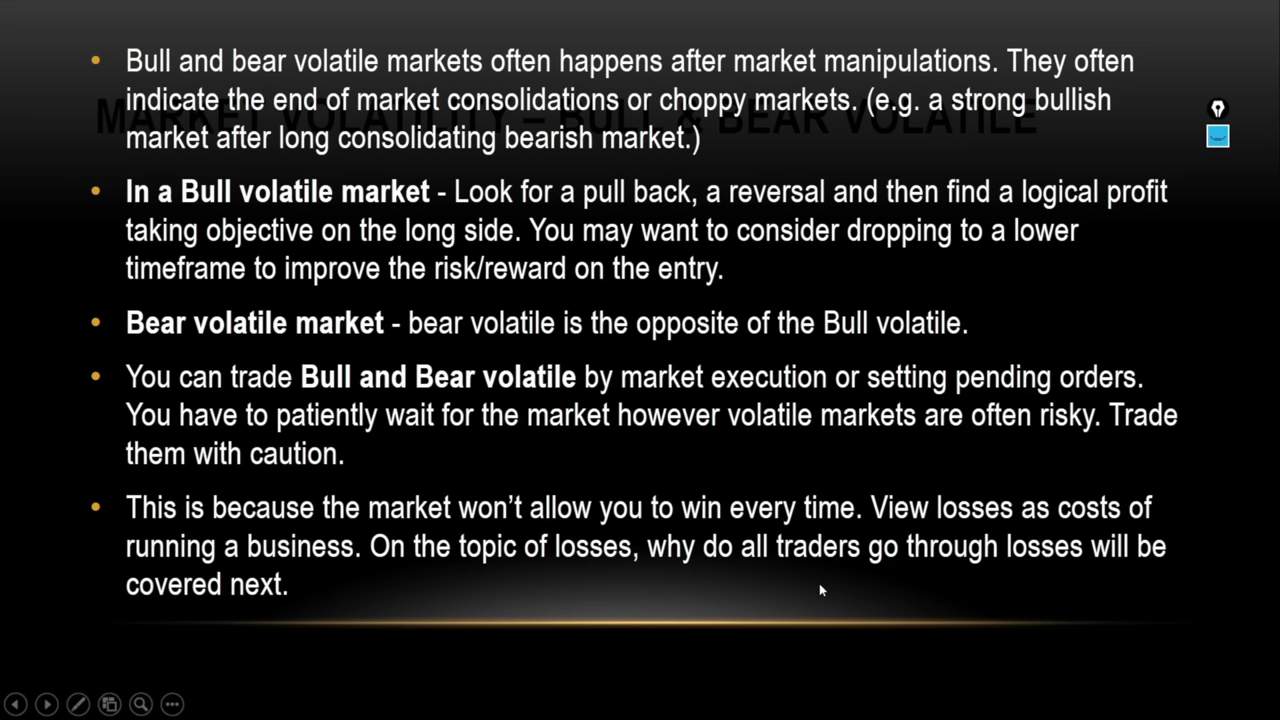 MARKET VOLATILITY – BULL & BEAR VOLATILE
• Bull and bear volatile markets often happens after market manipulations. They often
indicate the end of market consolidations or choppy markets. (e.g. a strong bullish
market after long consolidating bearish market.)
• In a Bull volatile market - Look for a pull back, a reversal and then find a logical profit
taking objective on the long side. You may want to consider dropping to a lower
timeframe to improve the risk/reward on the entry.
• Bear volatile market - bear volatile is the opposite of the Bull volatile.
• You can trade Bull and Bear volatile by market execution or setting pending orders.
You have to patiently wait for the market however volatile markets are often risky. Trade
them with caution.
• This is because the market won’t allow you to win every time. View losses as costs of
running a business. On the topic of losses, why do all traders go through losses will be
covered next.